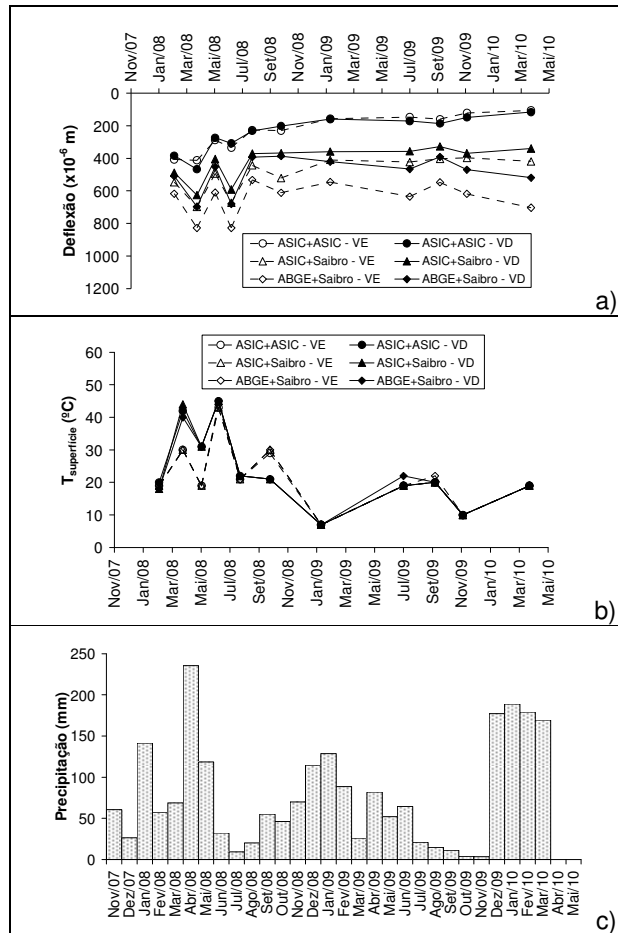 Nov/07 Jan/08 Mar/08 Mai/08 Jul/08 Set/08 Nov/08 Jan/09 Mar/09 Mai/09 Jul/09 Set/09 Nov/09 Jan/10 Mar/10 Mai/10
Deflexão (x10-6 m)
0
200
400
600
800
1000
1200
ASIC+ASIC - VE ASIC+ASIC - VD
ASIC+Saibro - VE ASIC+Saibro - VD
ABGE+Saibro - VE ABGE+Saibro - VD
a)
ASIC+ASIC - VE ASIC+ASIC - VD
ASIC+Saibro - VE ASIC+Saibro - VD
ABGE+Saibro - VE ABGE+Saibro - VD
Tsuperfície (ºC)
60
50
40
30
20
10
0
Nov/07 Jan/08 Mar/08 Mai/08 Jul/08 Set/08 Nov/08 Jan/09 Mar/09 Mai/09 Jul/09 Set/09 Nov/09 Jan/10 Mar/10 Mai/10
b)
Precipitação (mm)
250
200
150
100
50
0
Nov/07 Dez/07 Jan/08 Fev/08 Mar/08 Abr/08 Mai/08 Jun/08 Jul/08 Ago/08 Set/08 Out/08 Nov/08 Dez/08 Jan/09 Fev/09 Mar/09 Abr/09 Mai/09 Jun/09 Jul/09 Ago/09 Set/09 Out/09 Nov/09 Dez/09 Jan/10 Fev/10 Mar/10 Abr/10 Mai/10
c)